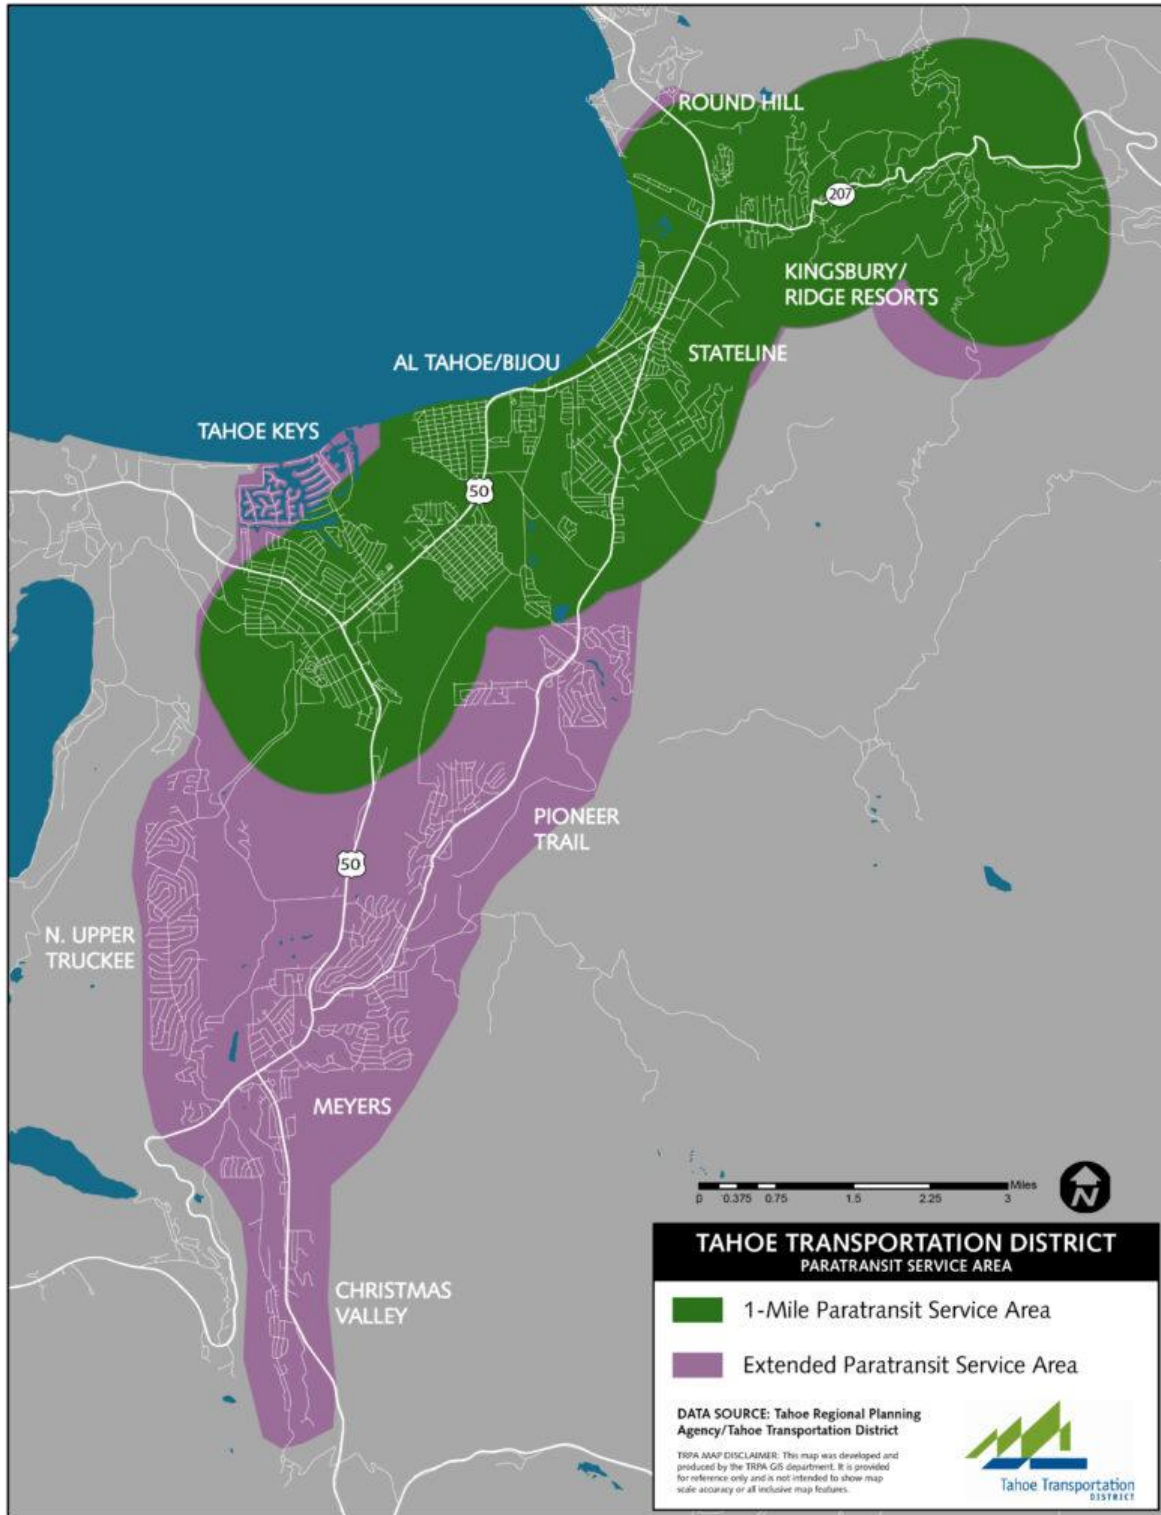 ROUND HILL
207
KINGSBURY/
RIDGE RESORTS
STATELINE
AL TAHOE/BIJOU
TAHOE KEYS
50
PIONEER
TRAIL
50
N. UPPER
TRUCKEE
MEYERS
CHRISTMAS
VALLEY
Miles
0 0.375 0.75 1.5 2.25 3
N
TAHOE TRANSPORTATION DISTRICT
PARATRANSIT SERVICE AREA
1-Mile Paratransit Service Area
Extended Paratransit Service Area
DATA SOURCE: Tahoe Regional Planning
Agency/Tahoe Transportation District
TRPA MAP DISCLAIMER: This map was developed and
produced by the TRPA GIS department. It is provided
for reference only and is not intended to show map
scale accuracy or all inclusive map features.
Tahoe Transportation
DISTRICT